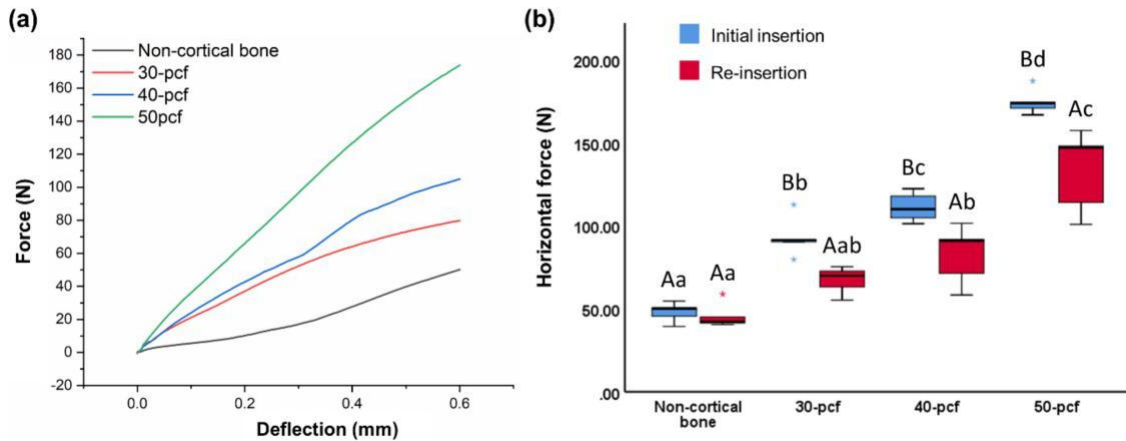 (a)
Non-cortical bone
30-pcf
40-pcf
50pcf
180
160
140
120
100
80
60
40
20
0
-20
Force (N)
0.0
0.2
0.4
0.6
Deflection (mm)
(b)
Initial insertion
Re-insertion
200.00
150.00
100.00
50.00
.00
Horizontal force (N)
Aa
Aa
Bb
Aab
Bc
Ab
Bd
Ac
Non-cortical
bone
30-pcf
40-pcf
50-pcf